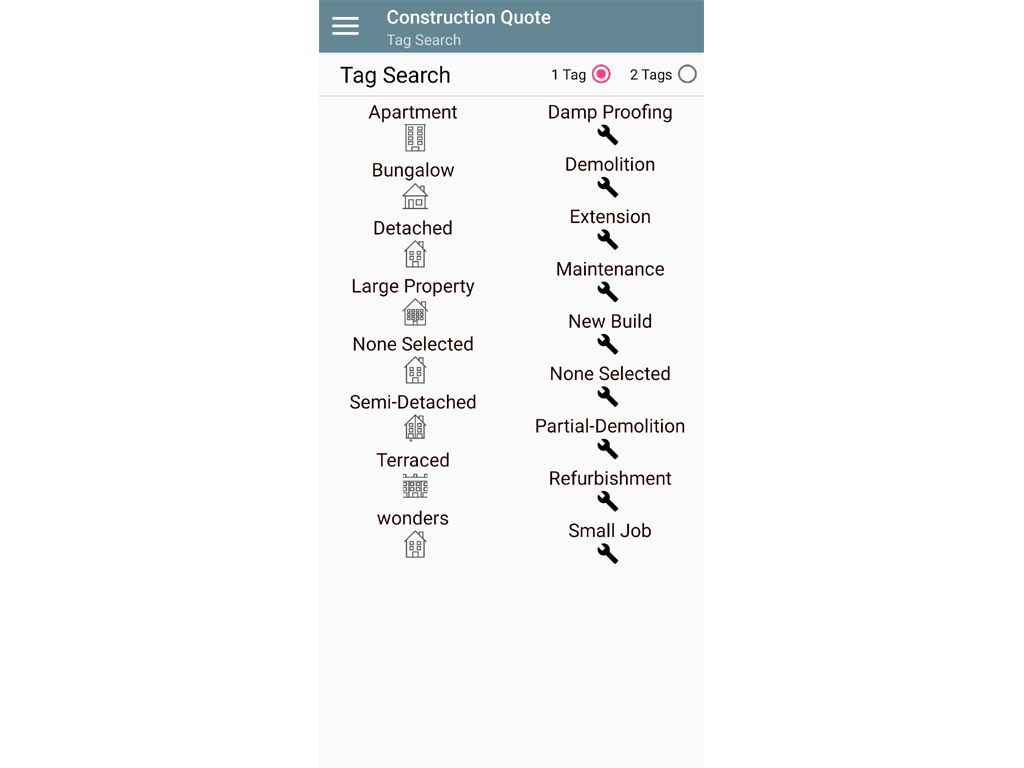 Construction Quote
Tag Search
Tag Search 1 Tag 2 Tags
Apartment
Bungalow
Detached
Large Property
None Selected
Semi-Detached
Terraced
wonders
Damp Proofing
Demolition
Extension
Maintenance
New Build
None Selected
Partial-Demolition
Refurbishment
Small Job